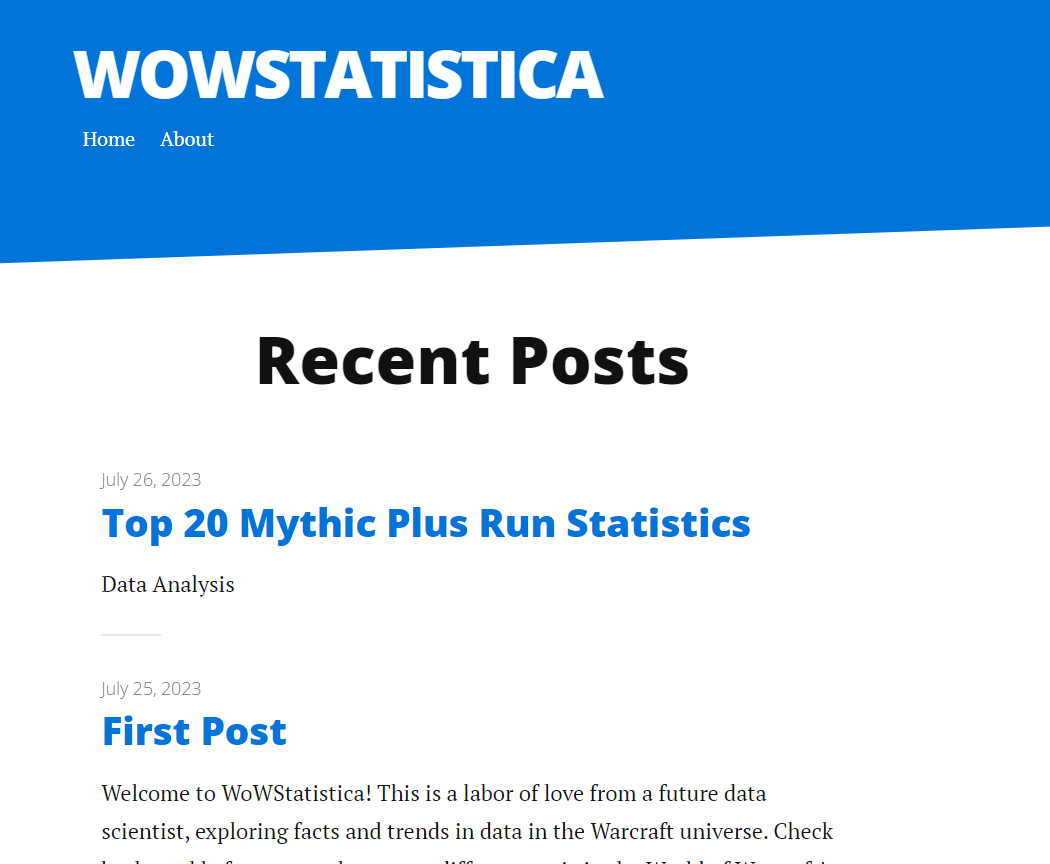 WOWSTATISTICA
Home About
Recent Posts
July 26, 2023
Top 20 Mythic Plus Run Statistics
Data Analysis
July 25, 2023
First Post
Welcome to WoWStatistica! This is a labor of love from a future data
scientist, exploring facts and trends in data in the Warcraft universe. Check